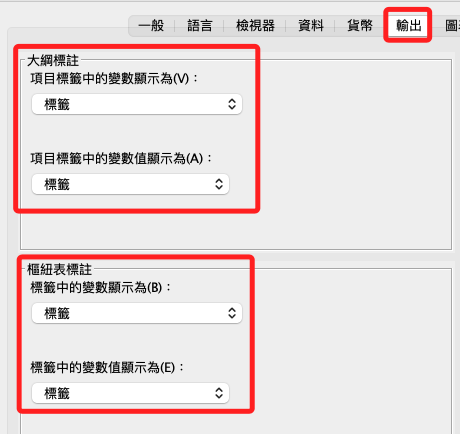 一般 語言 檢視器 資料 貨幣 輸出 圖
大綱標註
項目標籤中的變數顯示為(V)：
標籤
項目標籤中的變數值顯示為(A)：
標籤
樞紐表標註
標籤中的變數顯示為(B)：
標籤
標籤中的變數值顯示為(E)：
標籤